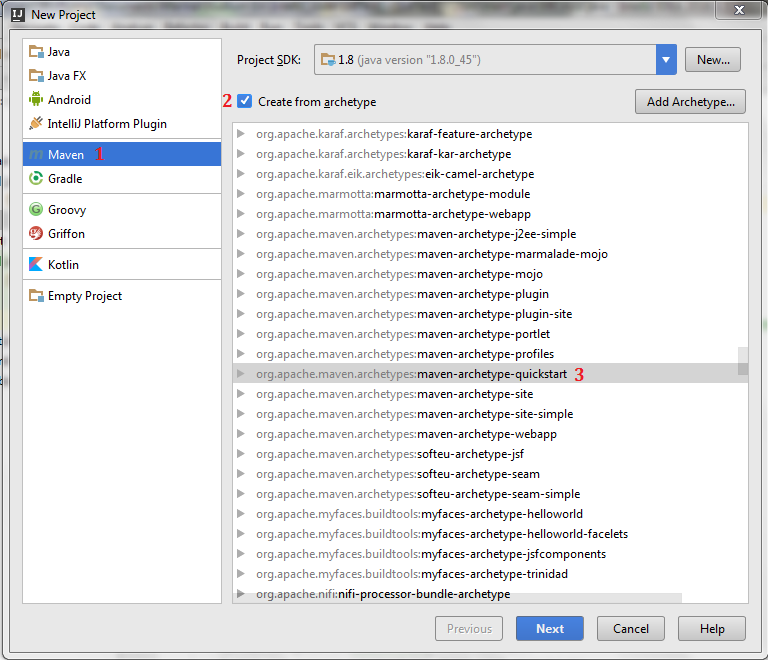 New Project
Java
Java FX
Android
IntelliJ Platform Plugin
Maven 1
Gradle
Groovy
Griffon
Kotlin
Empty Project
Project SDK: 1.8 (java version "1.8.0_45") New...
2 Create from archetype Add Archetype...
org.apache.karaf.archetypes:karaf-feature-archetype
org.apache.karaf.archetypes:karaf-kar-archetype
org.apache.karaf.eik.archetypes:eik-camel-archetype
org.apache.marmotta:marmotta-archetype-module
org.apache.marmotta:marmotta-archetype-webapp
org.apache.maven.archetypes:maven-archetype-j2ee-simple
org.apache.maven.archetypes:maven-archetype-marmalade-mojo
org.apache.maven.archetypes:maven-archetype-mojo
org.apache.maven.archetypes:maven-archetype-plugin
org.apache.maven.archetypes:maven-archetype-plugin-site
org.apache.maven.archetypes:maven-archetype-portlet
org.apache.maven.archetypes:maven-archetype-profiles
org.apache.maven.archetypes:maven-archetype-quickstart 3
org.apache.maven.archetypes:maven-archetype-site
org.apache.maven.archetypes:maven-archetype-site-simple
org.apache.maven.archetypes:maven-archetype-webapp
org.apache.maven.archetypes:softeu-archetype-jsf
org.apache.maven.archetypes:softeu-archetype-seam
org.apache.maven.archetypes:softeu-archetype-seam-simple
org.apache.myfaces.buildtools:myfaces-archetype-helloworld
org.apache.myfaces.buildtools:myfaces-archetype-helloworld-facelets
org.apache.myfaces.buildtools:myfaces-archetype-jsfcomponents
org.apache.myfaces.buildtools:myfaces-archetype-trinidad
org.apache.nifi:nifi-processor-bundle-archetype
Previous Next Cancel Help